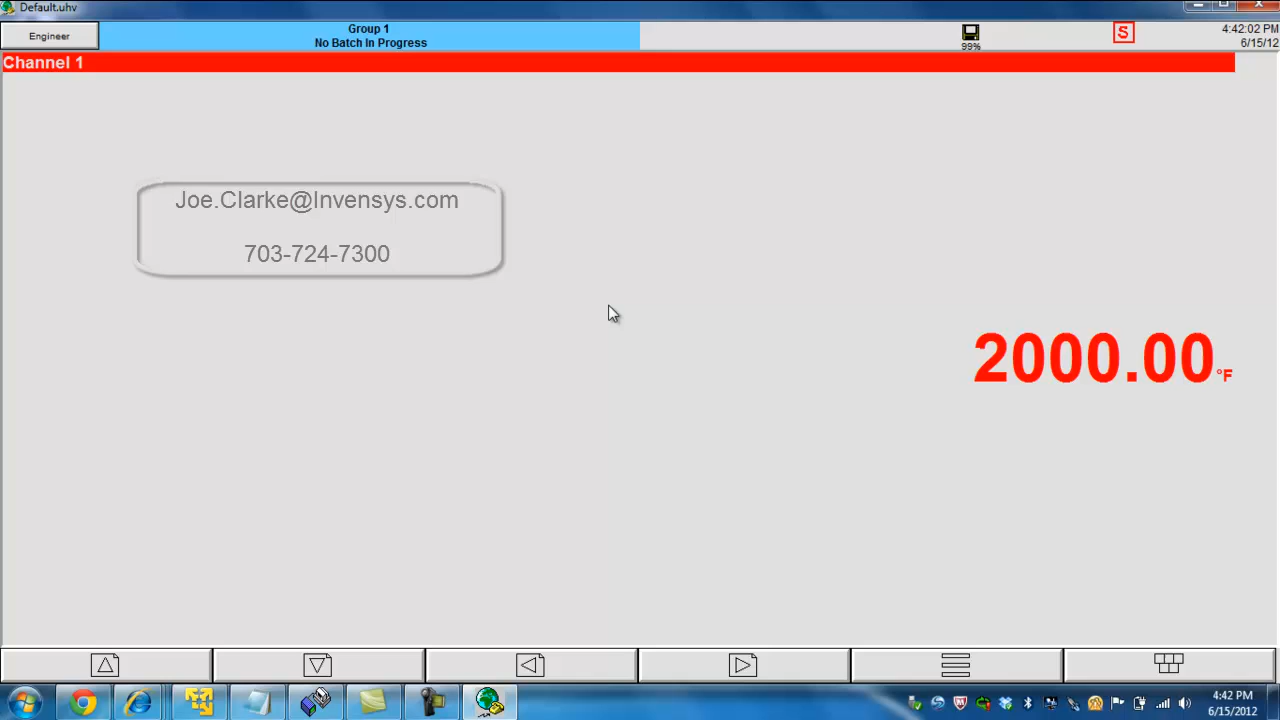 Default.uhv
Engineer
Group 1
No Batch In Progress
99%
S
4:42:02 PM
6/15/12
Channel 1
Joe.Clarke@Invensys.com
703-724-7300
2000.00 °F
4:42 PM
6/15/2012